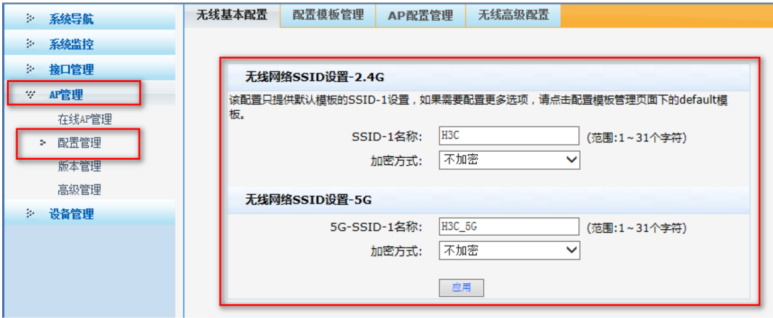 系统导航
系统监控
接口管理
AP管理
在线AP管理
配置管理
版本管理
高级管理
设备管理
无线基本配置 配置模板管理 AP配置管理 无线高级配置
无线网络SSID设置-2.4G
该配置只提供默认模板的SSID-1设置，如果需要配置更多选项，请点击配置模板管理页面下的default模
板。
SSID-1名称: H3C (范围:1～31个字符)
加密方式: 不加密
无线网络SSID设置-5G
5G-SSID-1名称: H3C_5G (范围:1～31个字符)
加密方式: 不加密
应用